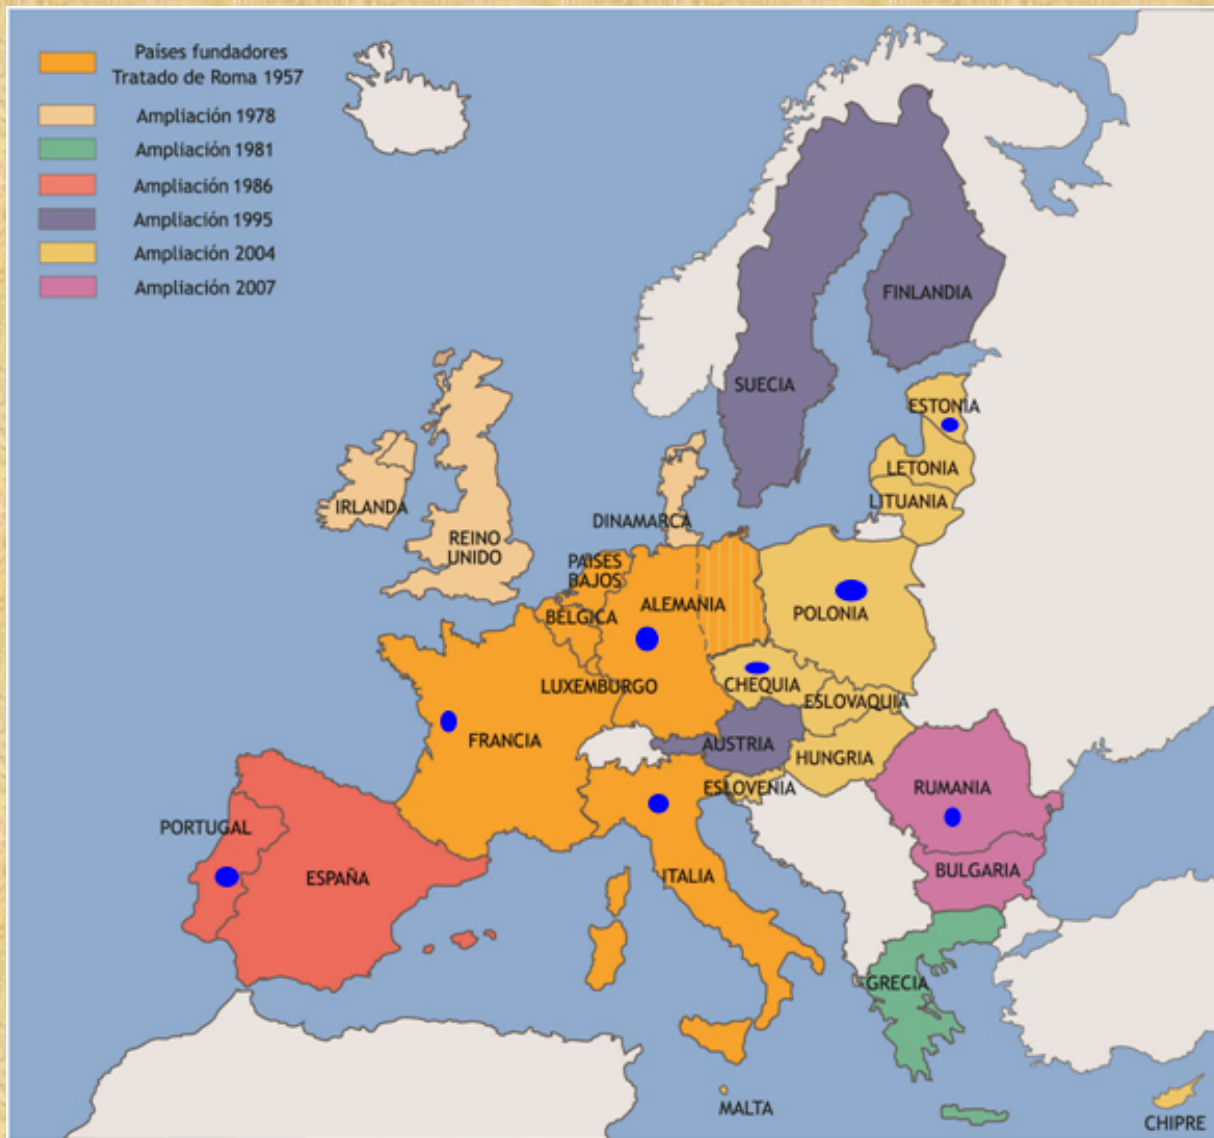 Países fundadores
Tratado de Roma 1957
Ampliación 1978
Ampliación 1981
Ampliación 1986
Ampliación 1995
Ampliación 2004
Ampliación 2007
FINLANDIA
SUECIA
ESTONIA
LETONIA
LITUANIA
IRLANDA
REINO
UNIDO
DINAMARCA
PAISES
BAJOS
BÉLGICA
ALEMANIA
POLONIA
LUXEMBURGO
CHEQUIA
ESLOVAQUIA
FRANCIA
AUSTRIA
HUNGRIA
ESLOVENIA
RUMANIA
PORTUGAL
ESPAÑA
ITALIA
BULGARIA
GRECIA
MALTA
CHIPRE